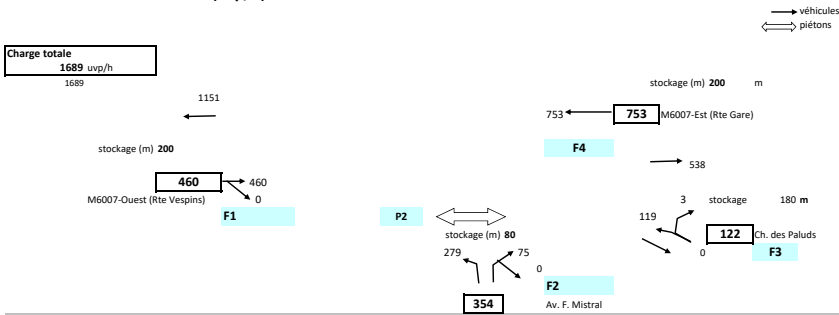 véhicules
piétons
Charge totale
1689 uvp/h
1689
stockage (m) 200 m
1151
753 753 M6007-Est (Rte Gare)
F4
stockage (m) 200
538
460 460
0
M6007-Ouest (Rte Vespins)
F1
P2
3 stockage 180 m
119
122 Ch. des Paluds
0
F3
stockage (m) 80
279 75
0
F2
354 Av. F. Mistral